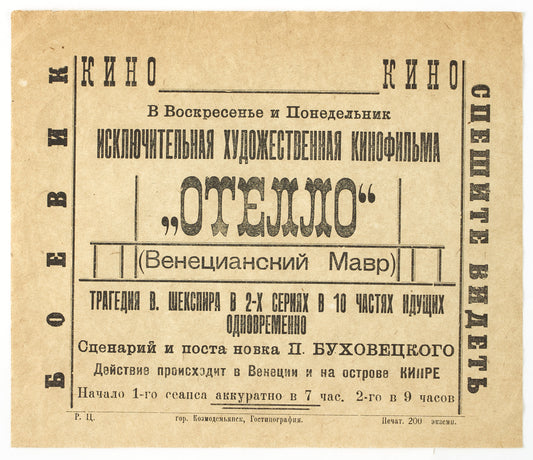 КИНО КИНО
БОЕВИК
СПЕШИТЕ ВИДЕТЬ
В Воскресенье и Понедельник
ИСКЛЮЧИТЕЛЬНАЯ ХУДОЖЕСТВЕННАЯ КИНОФИЛЬМА
„ОТЕЛЛО“
(Венецианский Мавр)
ТРАГЕДИЯ В. ШЕКСПИРА В 2-Х СЕРИЯХ В 10 ЧАСТЯХ ИДУЩИХ
ОДНОВРЕМЕННО
Сценарий и поста новка П. БУХОВЕЦКОГО
Действие происходит в Венеции и на острове КИПРЕ
Начало 1-го сеанса аккуратно в 7 час. 2-го в 9 часов
Р. Ц. гор. Козмодемьянск, Гостипография. Печат. 200 экземп.